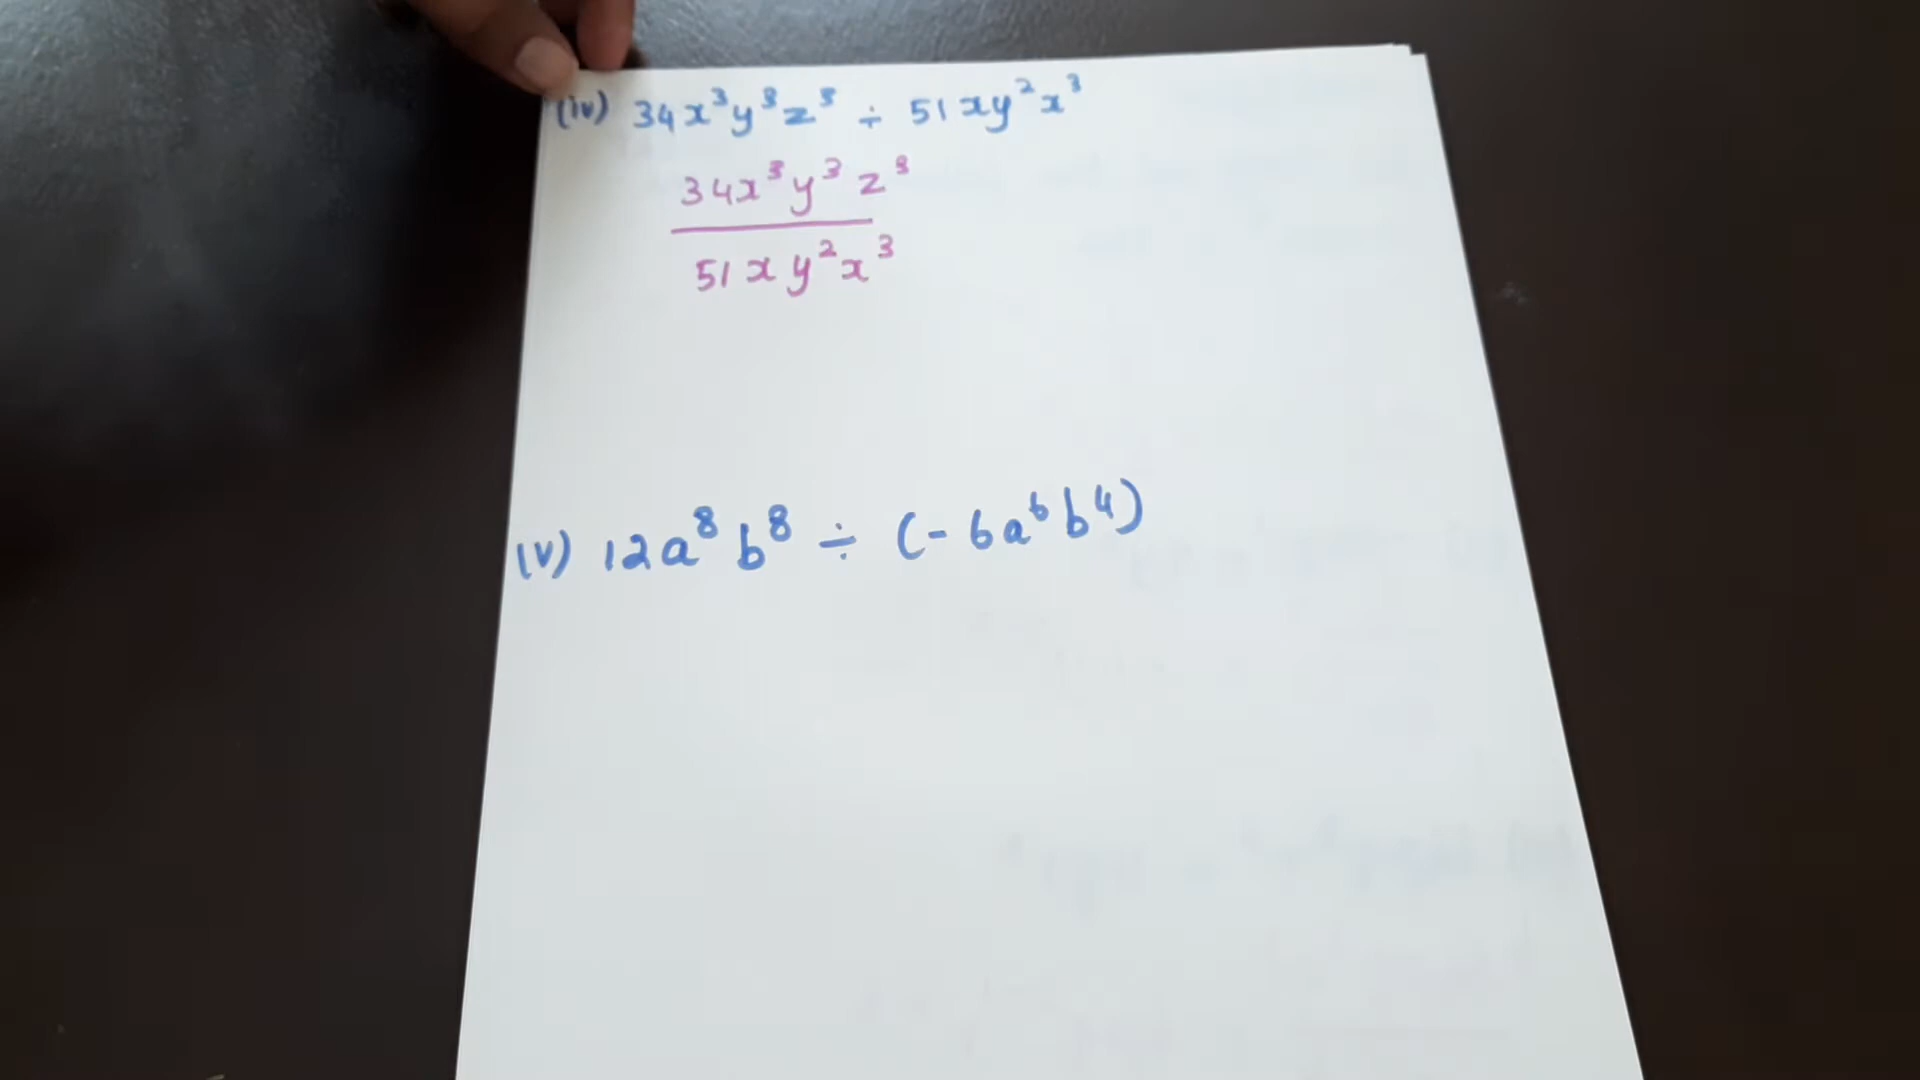 (iv) 34x³y³z³ ÷ 51xy²x³
34x³y³z³
51xy²x³
(v) 12a⁸b⁸ ÷ (-6a⁶b⁴)